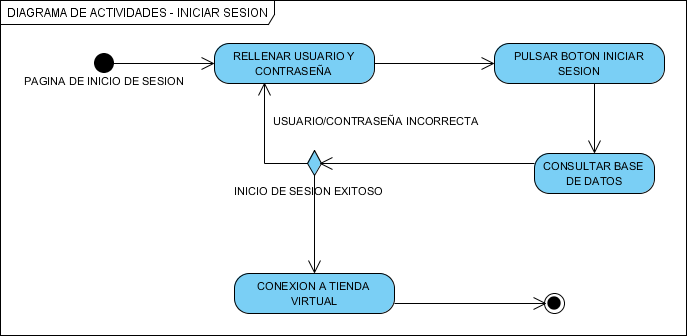 DIAGRAMA DE ACTIVIDADES - INICIAR SESION
RELLENAR USUARIO Y
CONTRASEÑA
PULSAR BOTON INICIAR
SESION
PAGINA DE INICIO DE SESION
USUARIO/CONTRASEÑA INCORRECTA
CONSULTAR BASE
DE DATOS
INICIO DE SESION EXITOSO
CONEXION A TIENDA
VIRTUAL